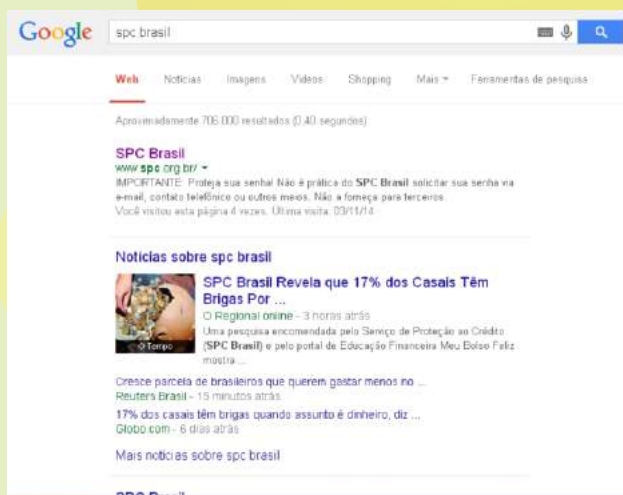 Google spc brasil
Web Notícias Imagens Vídeos Shopping Mais Ferramentas de pesquisa
Aproximadamente 706.000 resultados (0,40 segundos)
SPC Brasil
www.spc.org.br/
IMPORTANTE: Proteja sua senha! Não é prática do SPC Brasil solicitar sua senha via
e-mail, contato telefônico ou outros meios. Não a forneça para terceiros.
Você visitou esta página 4 vezes. Última visita: 03/11/14
Notícias sobre spc brasil
SPC Brasil Revela que 17% dos Casais Têm
Brigas Por ...
O Regional online - 3 horas atrás
Uma pesquisa encomendada pelo Serviço de Proteção ao Crédito
(SPC Brasil) e pelo portal de Educação Financeira Meu Bolso Feliz
mostra ...
O Tempo
Cresce parcela de brasileiros que querem gastar menos no ...
Reuters Brasil - 15 minutos atrás
17% dos casais têm brigas quando assunto é dinheiro, diz ...
Globo.com - 6 dias atrás
Mais notícias sobre spc brasil
SPC Brasil